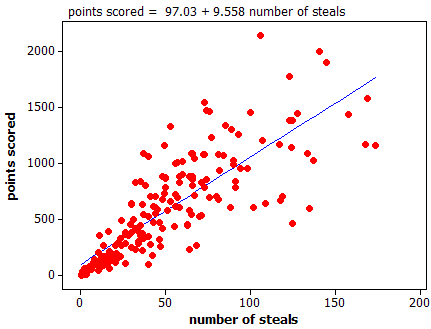 points scored = 97.03 + 9.558 number of steals
2000
1500
1000
500
0
points scored
0 50 100 150 200
number of steals